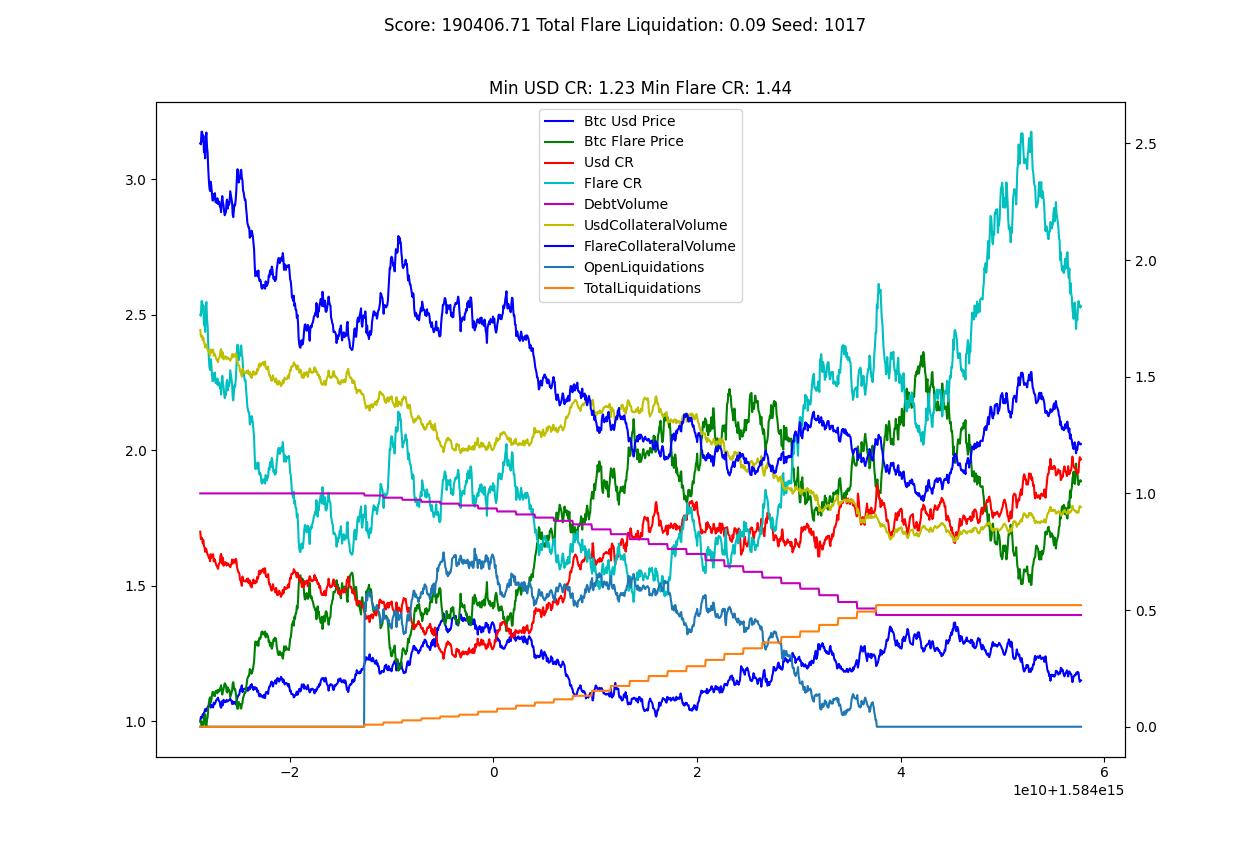 Score: 190406.71 Total Flare Liquidation: 0.09 Seed: 1017
Min USD CR: 1.23 Min Flare CR: 1.44
Btc Usd Price
Btc Flare Price
Usd CR
Flare CR
DebtVolume
UsdCollateralVolume
FlareCollateralVolume
OpenLiquidations
TotalLiquidations
3.0
2.5
2.0
1.5
1.0
2.5
2.0
1.5
1.0
0.5
0.0
−2
0
2
4
6
1e10+1.584e15